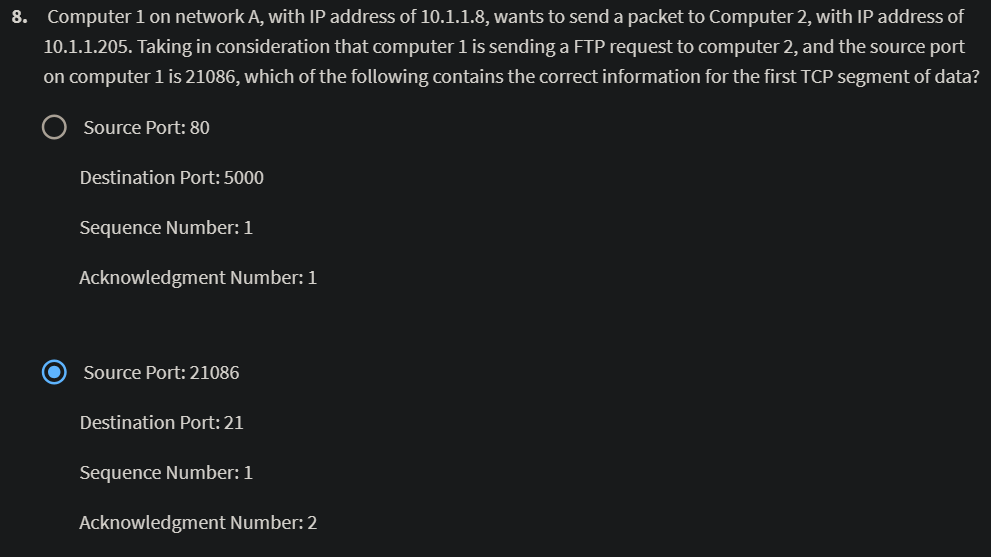 8. Computer 1 on network A, with IP address of 10.1.1.8, wants to send a packet to Computer 2, with IP address of
10.1.1.205. Taking in consideration that computer 1 is sending a FTP request to computer 2, and the source port
on computer 1 is 21086, which of the following contains the correct information for the first TCP segment of data?
Source Port: 80
Destination Port: 5000
Sequence Number: 1
Acknowledgment Number: 1
Source Port: 21086
Destination Port: 21
Sequence Number: 1
Acknowledgment Number: 2